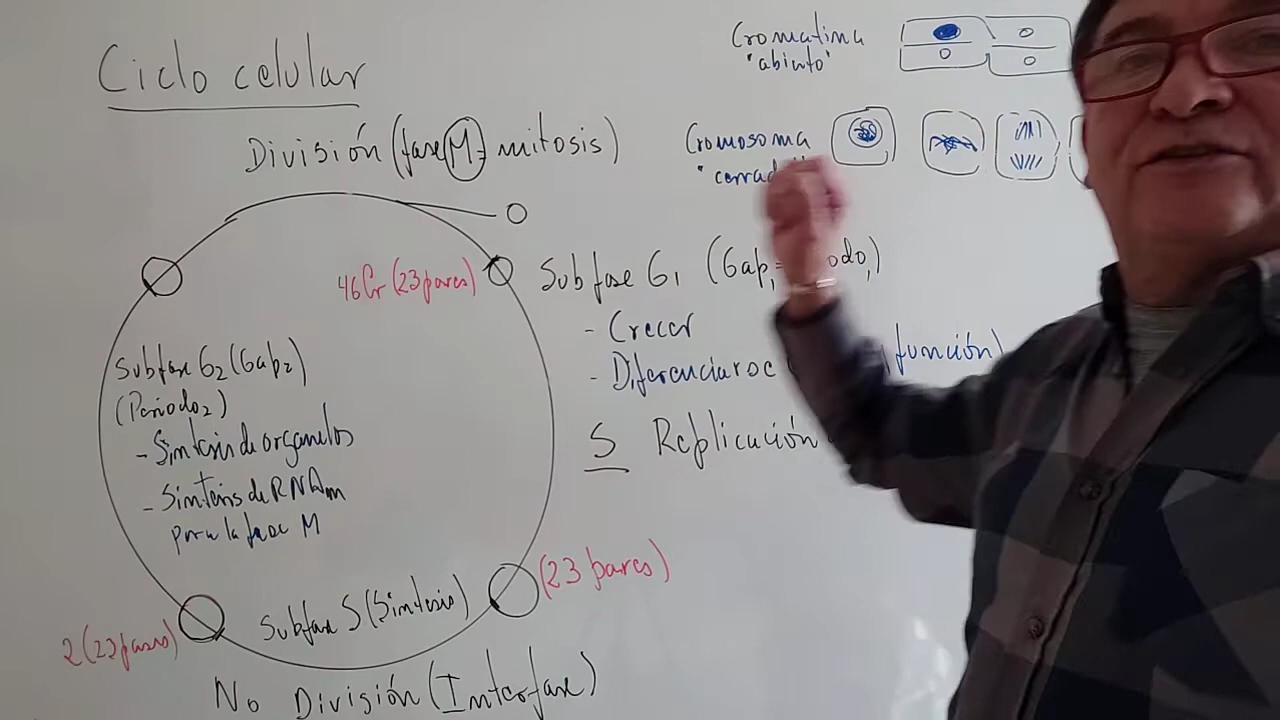 Ciclo celular
División (fase M = mitosis)
Cromatina
"abierto"
Cromosoma
46 Cr (23 pares)
Subfase G1 (Gap1 =
- Crecer
- Diferenciarse
función)
S Replicación
Subfase G2 (Gap2)
(Periodo2)
- Síntesis de organelos
- Síntesis de RNAm
para la fase M
(23 pares)
Subfase S (Síntesis)
2 (23 pares)
No División (Interfase)